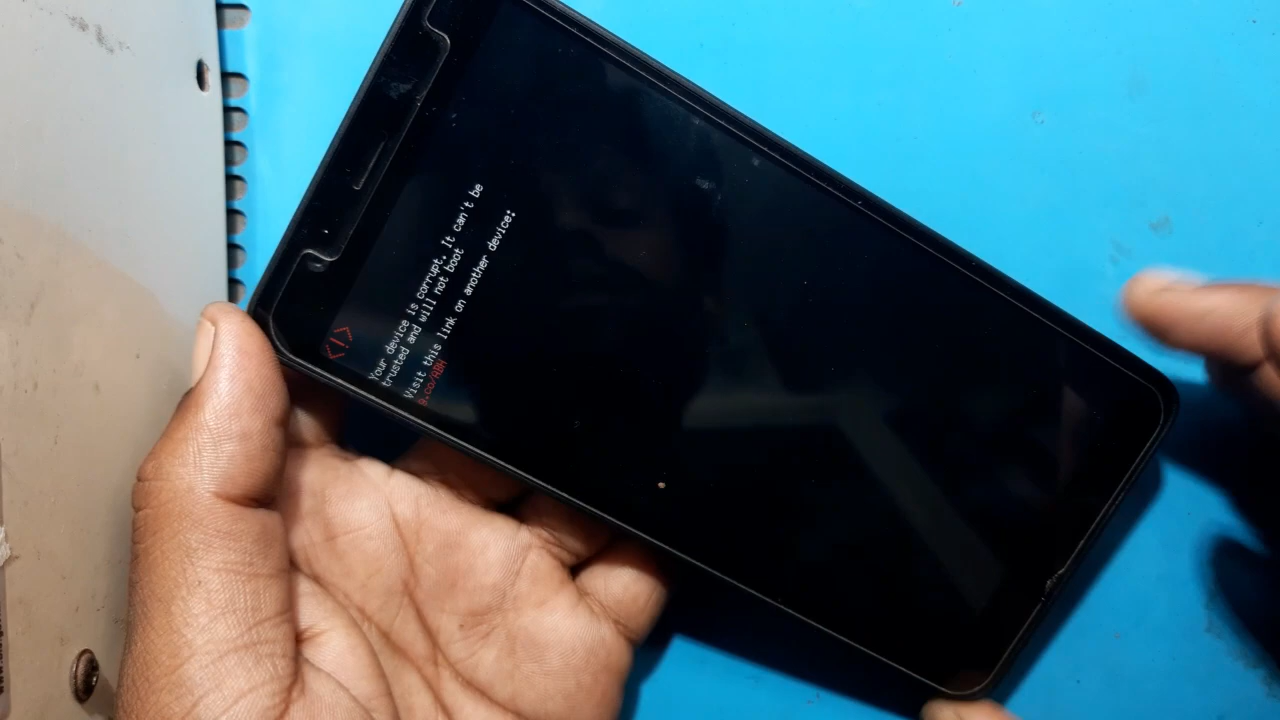 <!>
Your device is corrupt. It can't be
trusted and will not boot
Visit this link on another device:
g.co/ABH